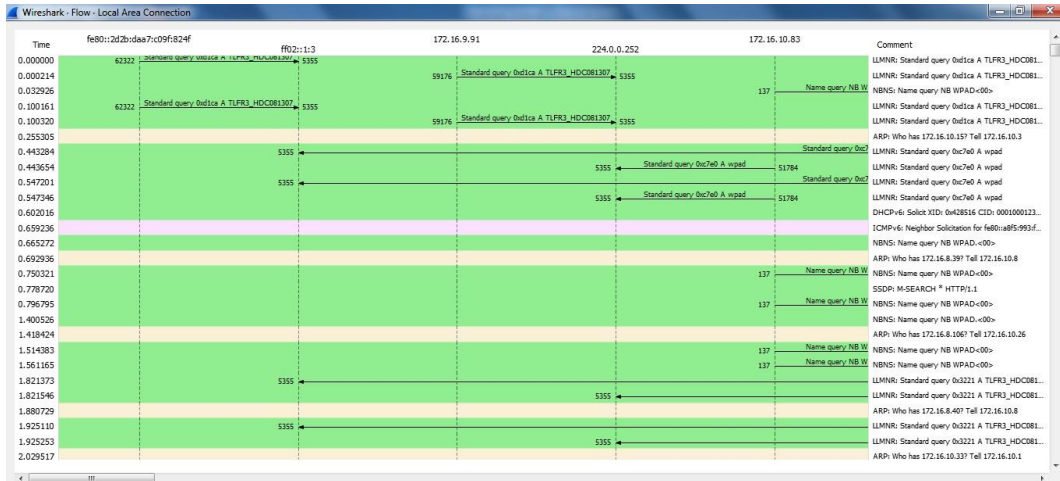 Wireshark - Flow - Local Area Connection
Time fe80::2d2b:daa7:c09f:824f ff02::1:3 172.16.9.91 224.0.0.252 172.16.10.83 Comment
0.000000 62322 Standard query 0xd1ca A TLFR3_HDC081307 5355 LLMNR: Standard query 0xd1ca A TLFR3_HDC081...
0.000214 59176 Standard query 0xd1ca A TLFR3_HDC081307 5355 LLMNR: Standard query 0xd1ca A TLFR3_HDC081...
0.032926 137 Name query NB W NBNS: Name query NB WPAD<00>
0.100161 62322 Standard query 0xd1ca A TLFR3_HDC081307 5355 LLMNR: Standard query 0xd1ca A TLFR3_HDC081...
0.100320 59176 Standard query 0xd1ca A TLFR3_HDC081307 5355 LLMNR: Standard query 0xd1ca A TLFR3_HDC081...
0.255305 ARP: Who has 172.16.10.15? Tell 172.16.10.3
0.443284 5355 Standard query 0xc7 LLMNR: Standard query 0xc7e0 A wpad
0.443654 5355 Standard query 0xc7e0 A wpad 51784 LLMNR: Standard query 0xc7e0 A wpad
0.547201 5355 Standard query 0xc7 LLMNR: Standard query 0xc7e0 A wpad
0.547346 5355 Standard query 0xc7e0 A wpad 51784 LLMNR: Standard query 0xc7e0 A wpad
0.602016 DHCPv6: Solicit XID: 0x428516 CID: 0001000123...
0.659236 ICMPv6: Neighbor Solicitation for fe80::a8f5:993:f...
0.665272 NBNS: Name query NB WPAD.<00>
0.692936 ARP: Who has 172.16.8.39? Tell 172.16.10.8
0.750321 137 Name query NB W NBNS: Name query NB WPAD<00>
0.778720 SSDP: M-SEARCH * HTTP/1.1
0.796795 137 Name query NB W NBNS: Name query NB WPAD<00>
1.400526 NBNS: Name query NB WPAD.<00>
1.418424 ARP: Who has 172.16.8.106? Tell 172.16.10.26
1.514383 137 Name query NB W NBNS: Name query NB WPAD<00>
1.561165 137 Name query NB W NBNS: Name query NB WPAD<00>
1.821373 5355 LLMNR: Standard query 0x3221 A TLFR3_HDC081...
1.821546 5355 LLMNR: Standard query 0x3221 A TLFR3_HDC081...
1.880729 ARP: Who has 172.16.8.40? Tell 172.16.10.8
1.925110 5355 LLMNR: Standard query 0x3221 A TLFR3_HDC081...
1.925253 5355 LLMNR: Standard query 0x3221 A TLFR3_HDC081...
2.029517 ARP: Who has 172.16.10.33? Tell 172.16.10.1